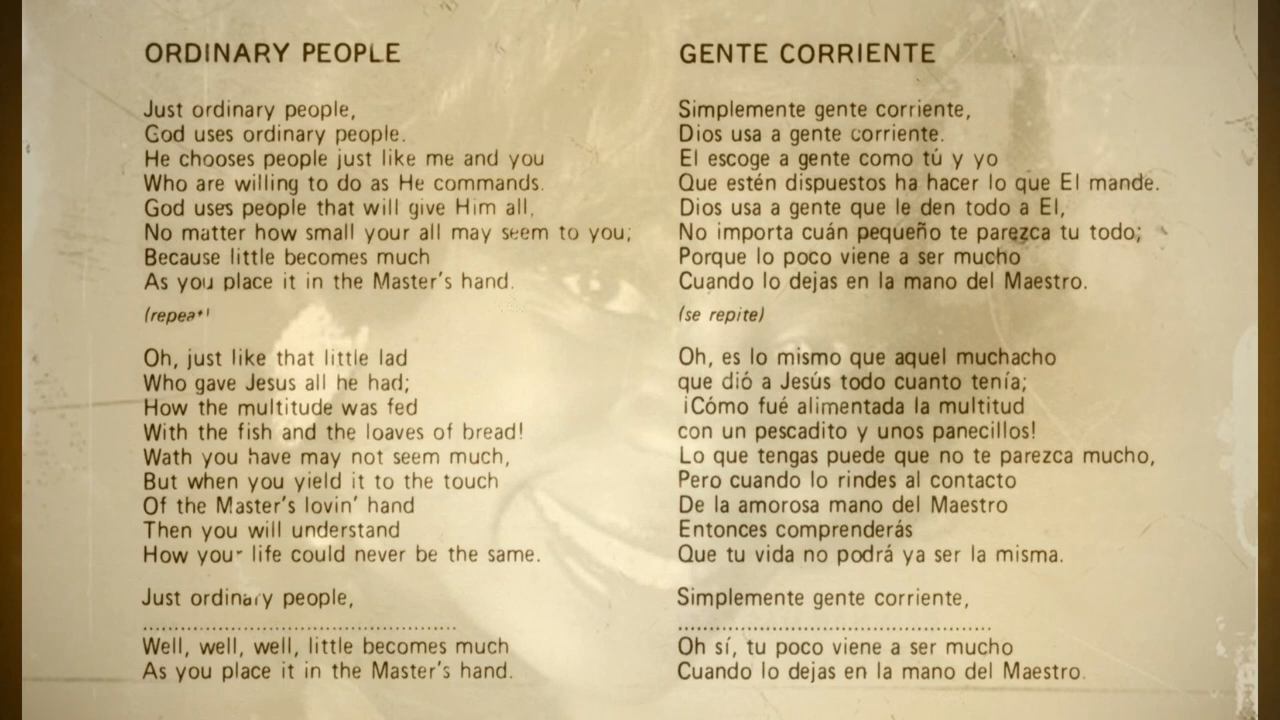 ORDINARY PEOPLE
Just ordinary people,
God uses ordinary people.
He chooses people just like me and you
Who are willing to do as He commands.
God uses people that will give Him all,
No matter how small your all may seem to you;
Because little becomes much
As you place it in the Master's hand.
(repeat)
Oh, just like that little lad
Who gave Jesus all he had;
How the multitude was fed
With the fish and the loaves of bread!
Wath you have may not seem much,
But when you yield it to the touch
Of the Master's lovin' hand
Then you will understand
How your life could never be the same.
Just ordinary people,
................................................
Well, well, well, little becomes much
As you place it in the Master's hand.
GENTE CORRIENTE
Simplemente gente corriente,
Dios usa a gente corriente.
El escoge a gente como tú y yo
Que estén dispuestos ha hacer lo que El mande.
Dios usa a gente que le den todo a El,
No importa cuán pequeño te parezca tu todo;
Porque lo poco viene a ser mucho
Cuando lo dejas en la mano del Maestro.
(se repite)
Oh, es lo mismo que aquel muchacho
que dió a Jesús todo cuanto tenía;
¡Cómo fué alimentada la multitud
con un pescadito y unos panecillos!
Lo que tengas puede que no te parezca mucho,
Pero cuando lo rindes al contacto
De la amorosa mano del Maestro
Entonces comprenderás
Que tu vida no podrá ya ser la misma.
Simplemente gente corriente,
................................................
Oh sí, tu poco viene a ser mucho
Cuando lo dejas en la mano del Maestro.